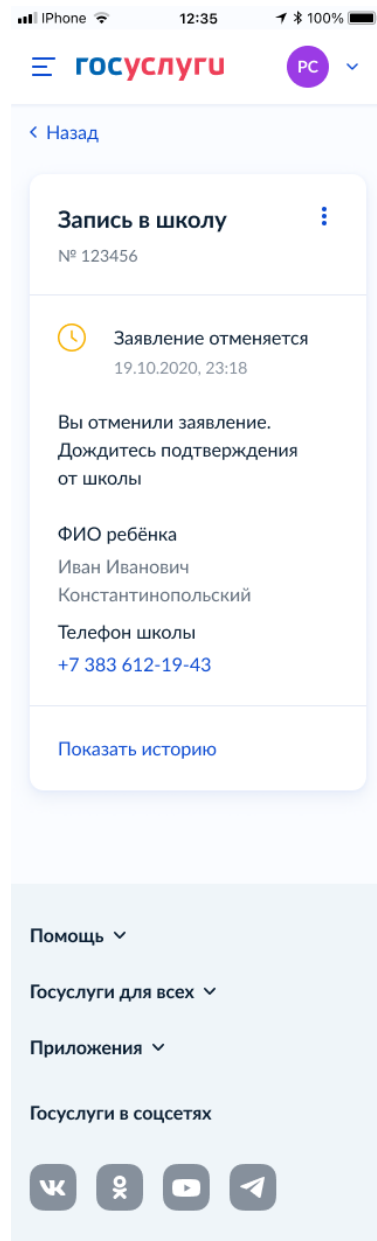 iPhone 12:35 100%
госуслуги РС
Назад
Запись в школу
№ 123456
Заявление отменяется
19.10.2020, 23:18
Вы отменили заявление.
Дождитесь подтверждения
от школы
ФИО ребёнка
Иван Иванович
Константинопольский
Телефон школы
+7 383 612-19-43
Показать историю
Помощь
Госуслуги для всех
Приложения
Госуслуги в соцсетях